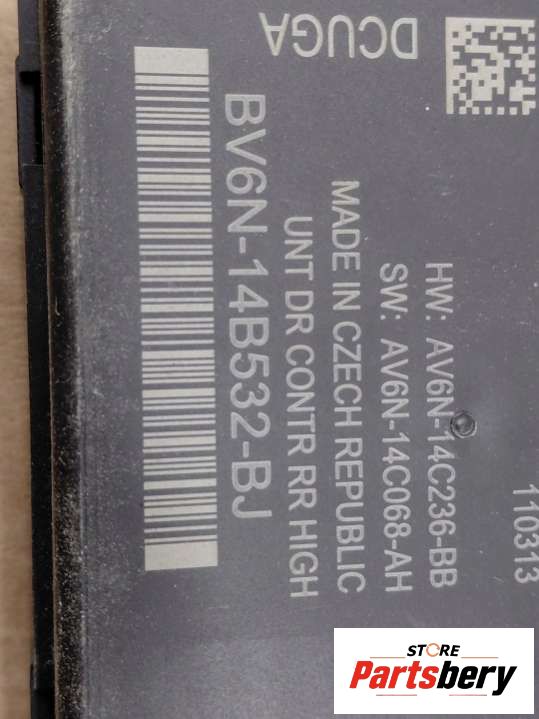 DCUGA
110313
HW: AV6N-14C236-BB
SW: AV6N-14C068-AH
MADE IN CZECH REPUBLIC
UNT DR CONTR RR HIGH
BV6N-14B532-BJ
STORE
Partsbery